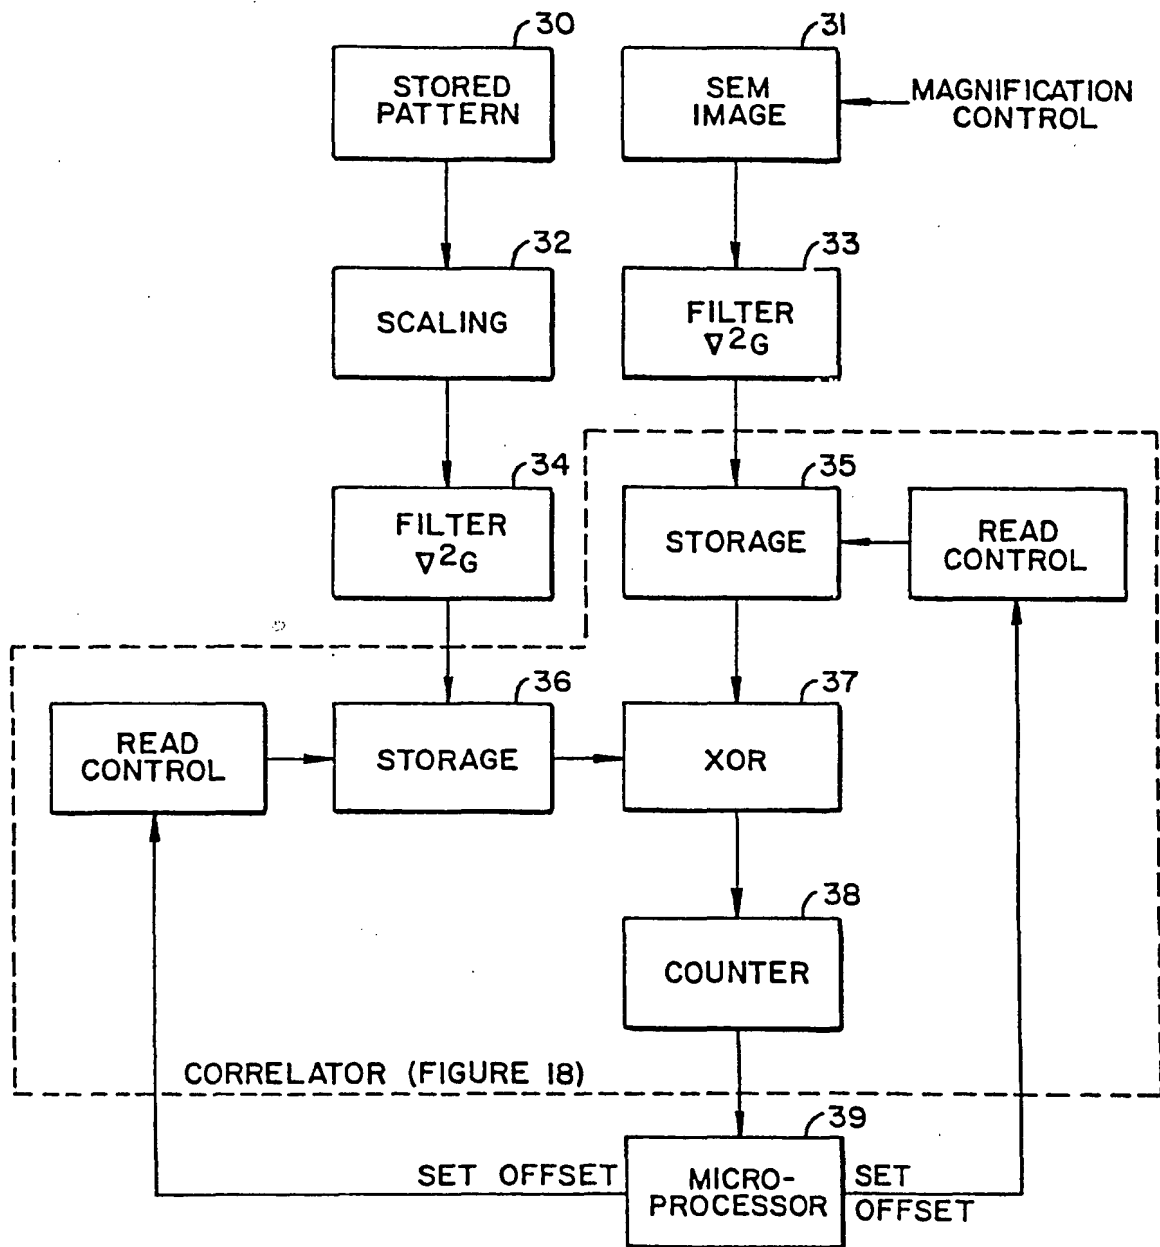 30
STORED
PATTERN
31
SEM
IMAGE
MAGNIFICATION
CONTROL
32
SCALING
33
FILTER
∇²G
34
FILTER
∇²G
35
STORAGE
READ
CONTROL
READ
CONTROL
36
STORAGE
37
XOR
38
COUNTER
CORRELATOR (FIGURE 18)
39
MICRO-
PROCESSOR
SET OFFSET
SET
OFFSET